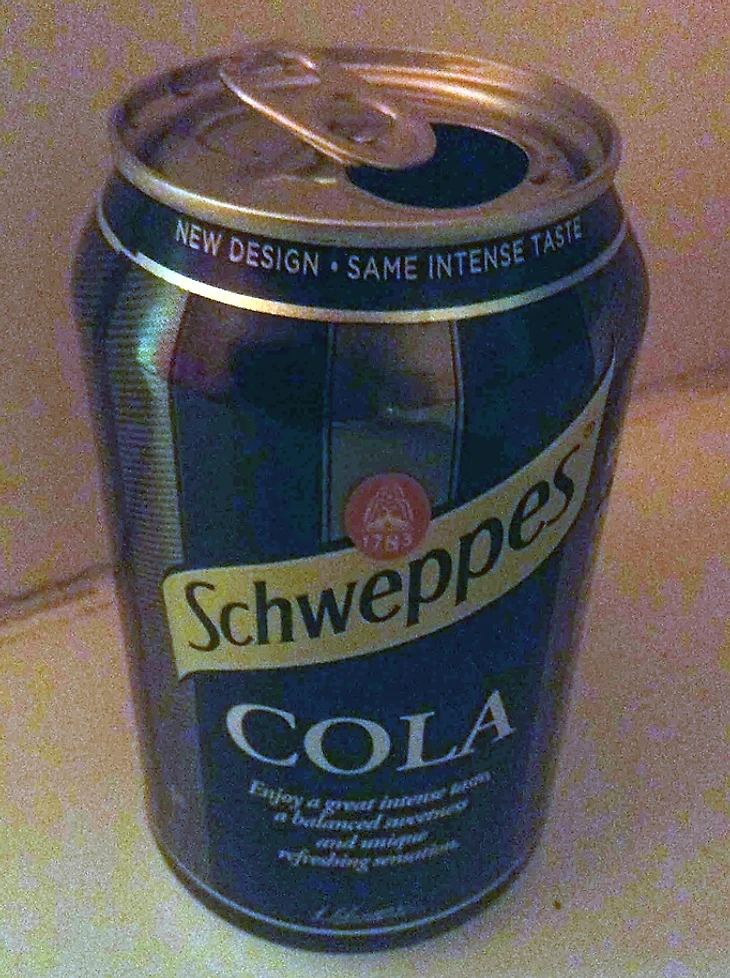 NEW DESIGN • SAME INTENSE TASTE
1783
Schweppes®
COLA
Enjoy a great intense taste,
a balanced sweetness
and unique
refreshing sensation.